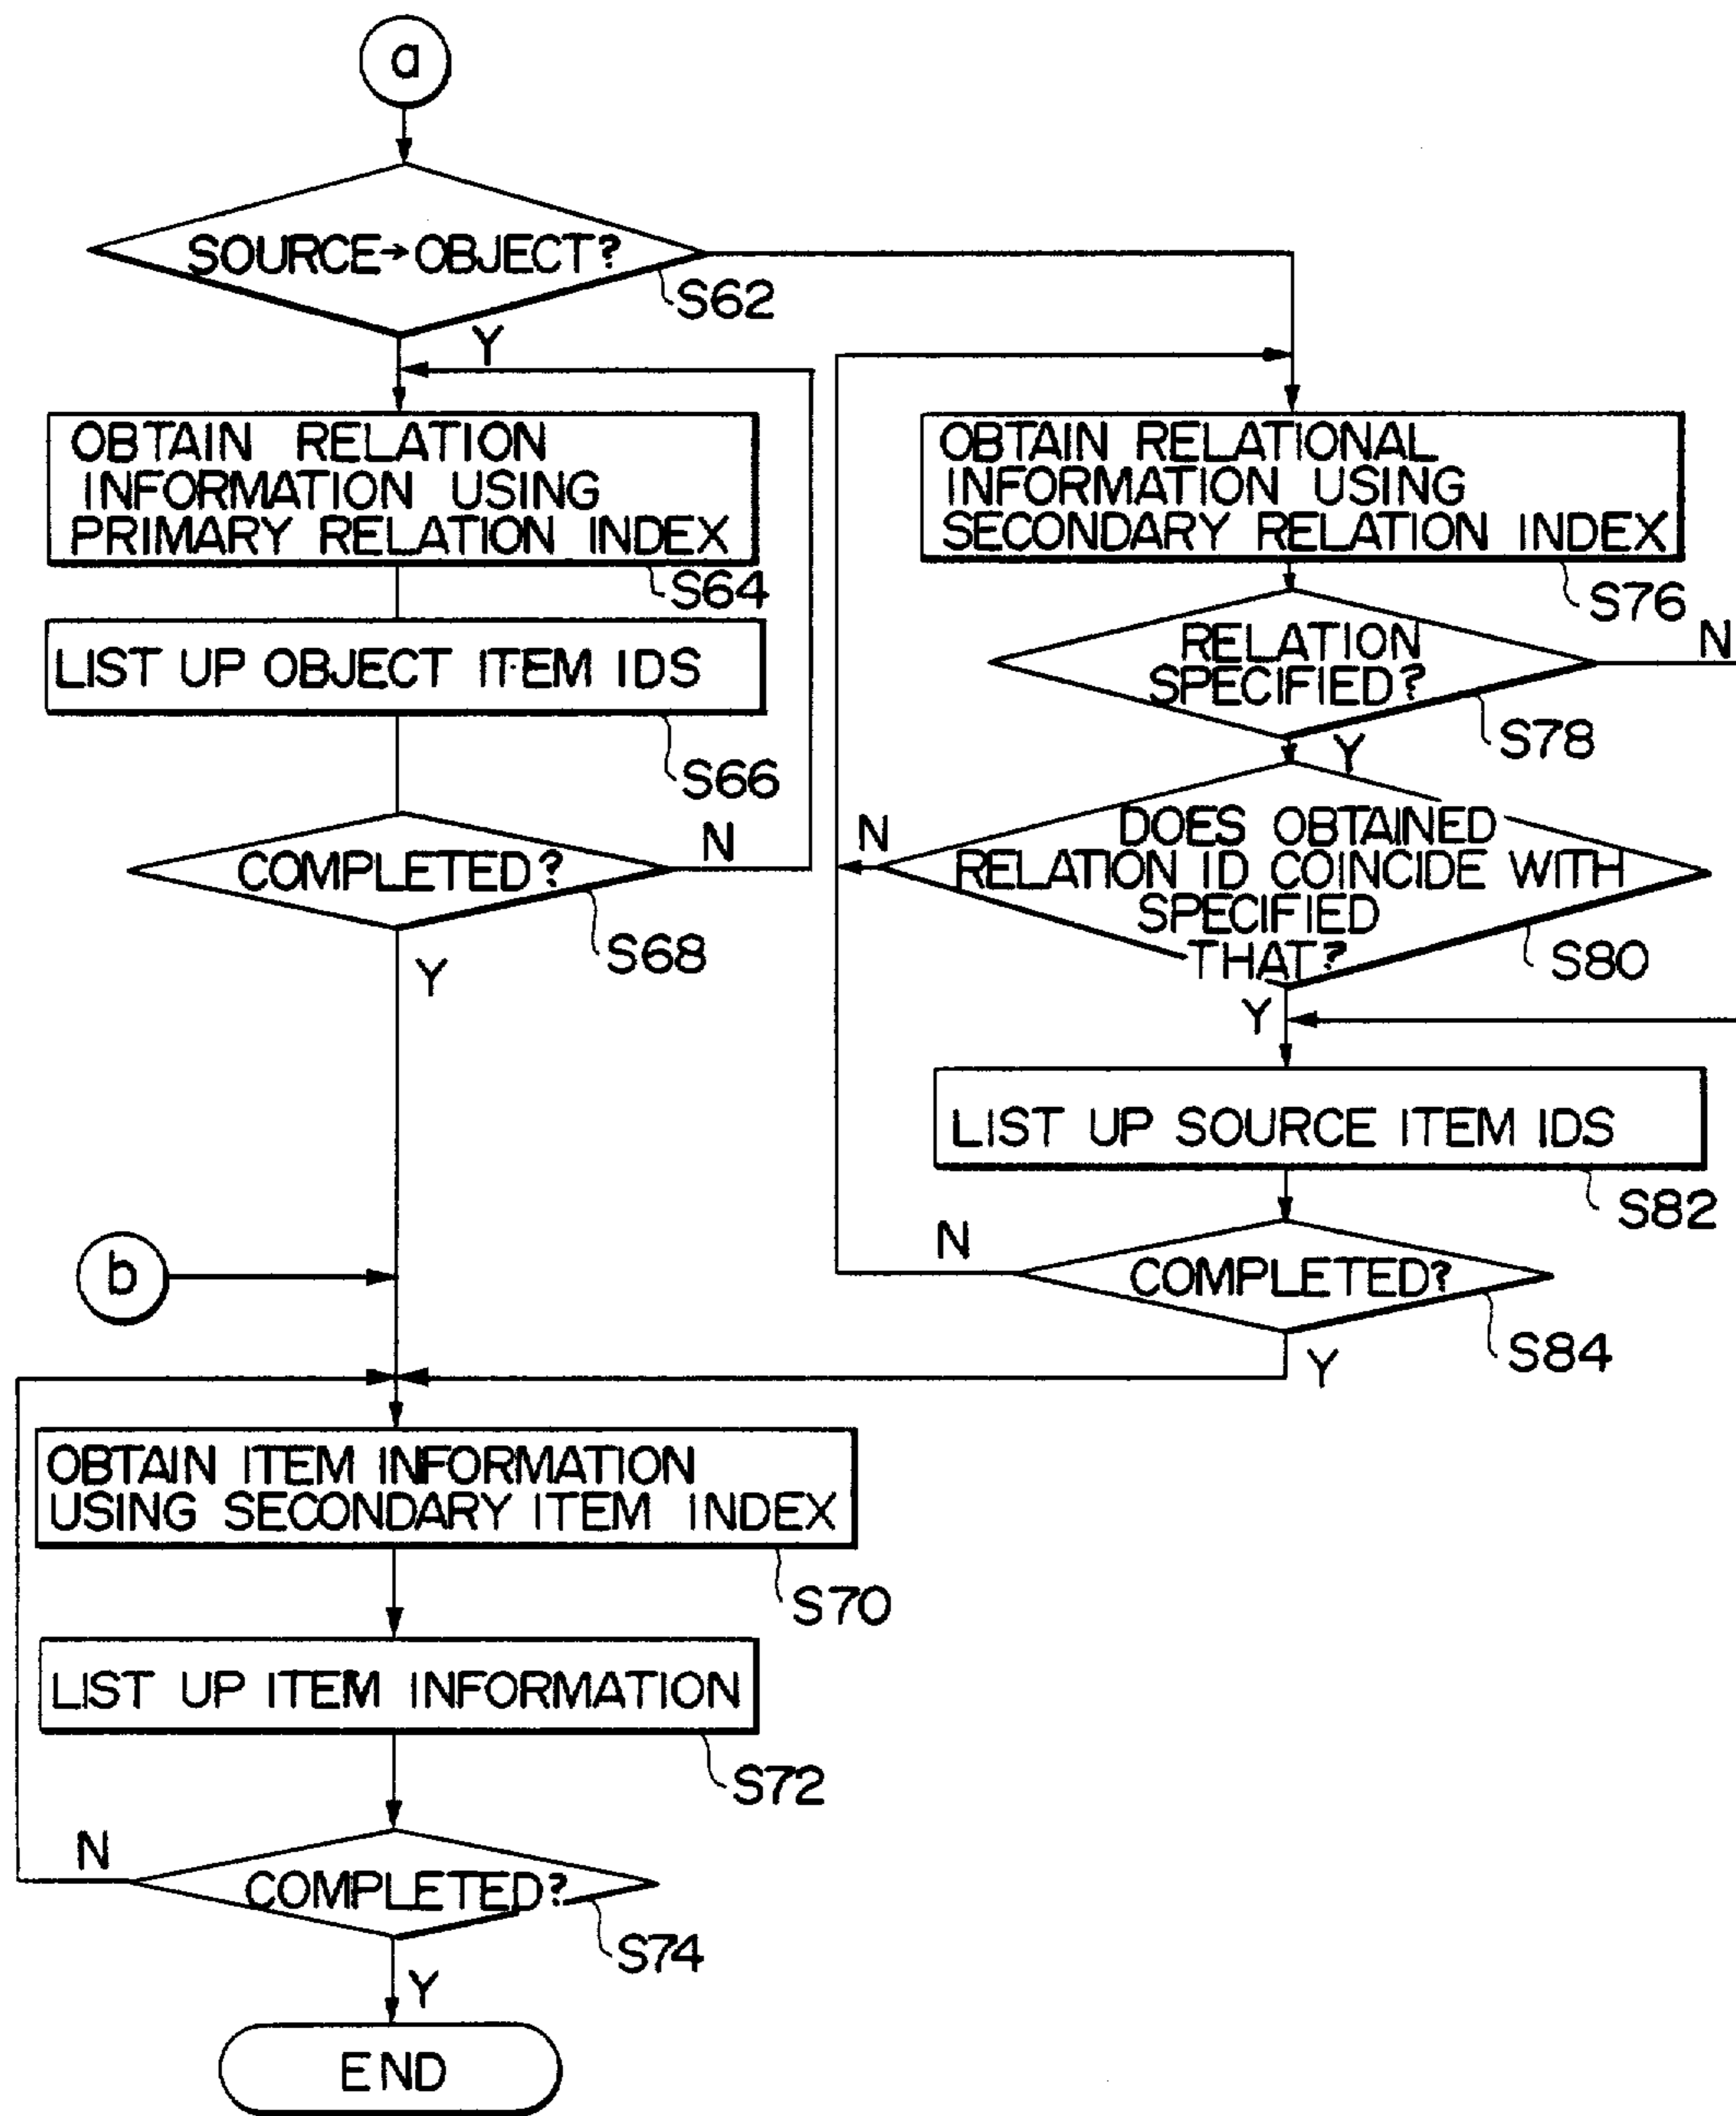 a
SOURCE→OBJECT?
S62
Y
OBTAIN RELATION
INFORMATION USING
PRIMARY RELATION INDEX
S64
LIST UP OBJECT ITEM IDS
S66
COMPLETED?
N
S68
Y
OBTAIN RELATIONAL
INFORMATION USING
SECONDARY RELATION INDEX
S76
RELATION
SPECIFIED?
N
S78
Y
DOES OBTAINED
RELATION ID COINCIDE WITH
SPECIFIED
THAT?
N
S80
Y
LIST UP SOURCE ITEM IDS
S82
COMPLETED?
N
S84
Y
b
OBTAIN ITEM INFORMATION
USING SECONDARY ITEM INDEX
S70
LIST UP ITEM INFORMATION
S72
COMPLETED?
N
S74
Y
END